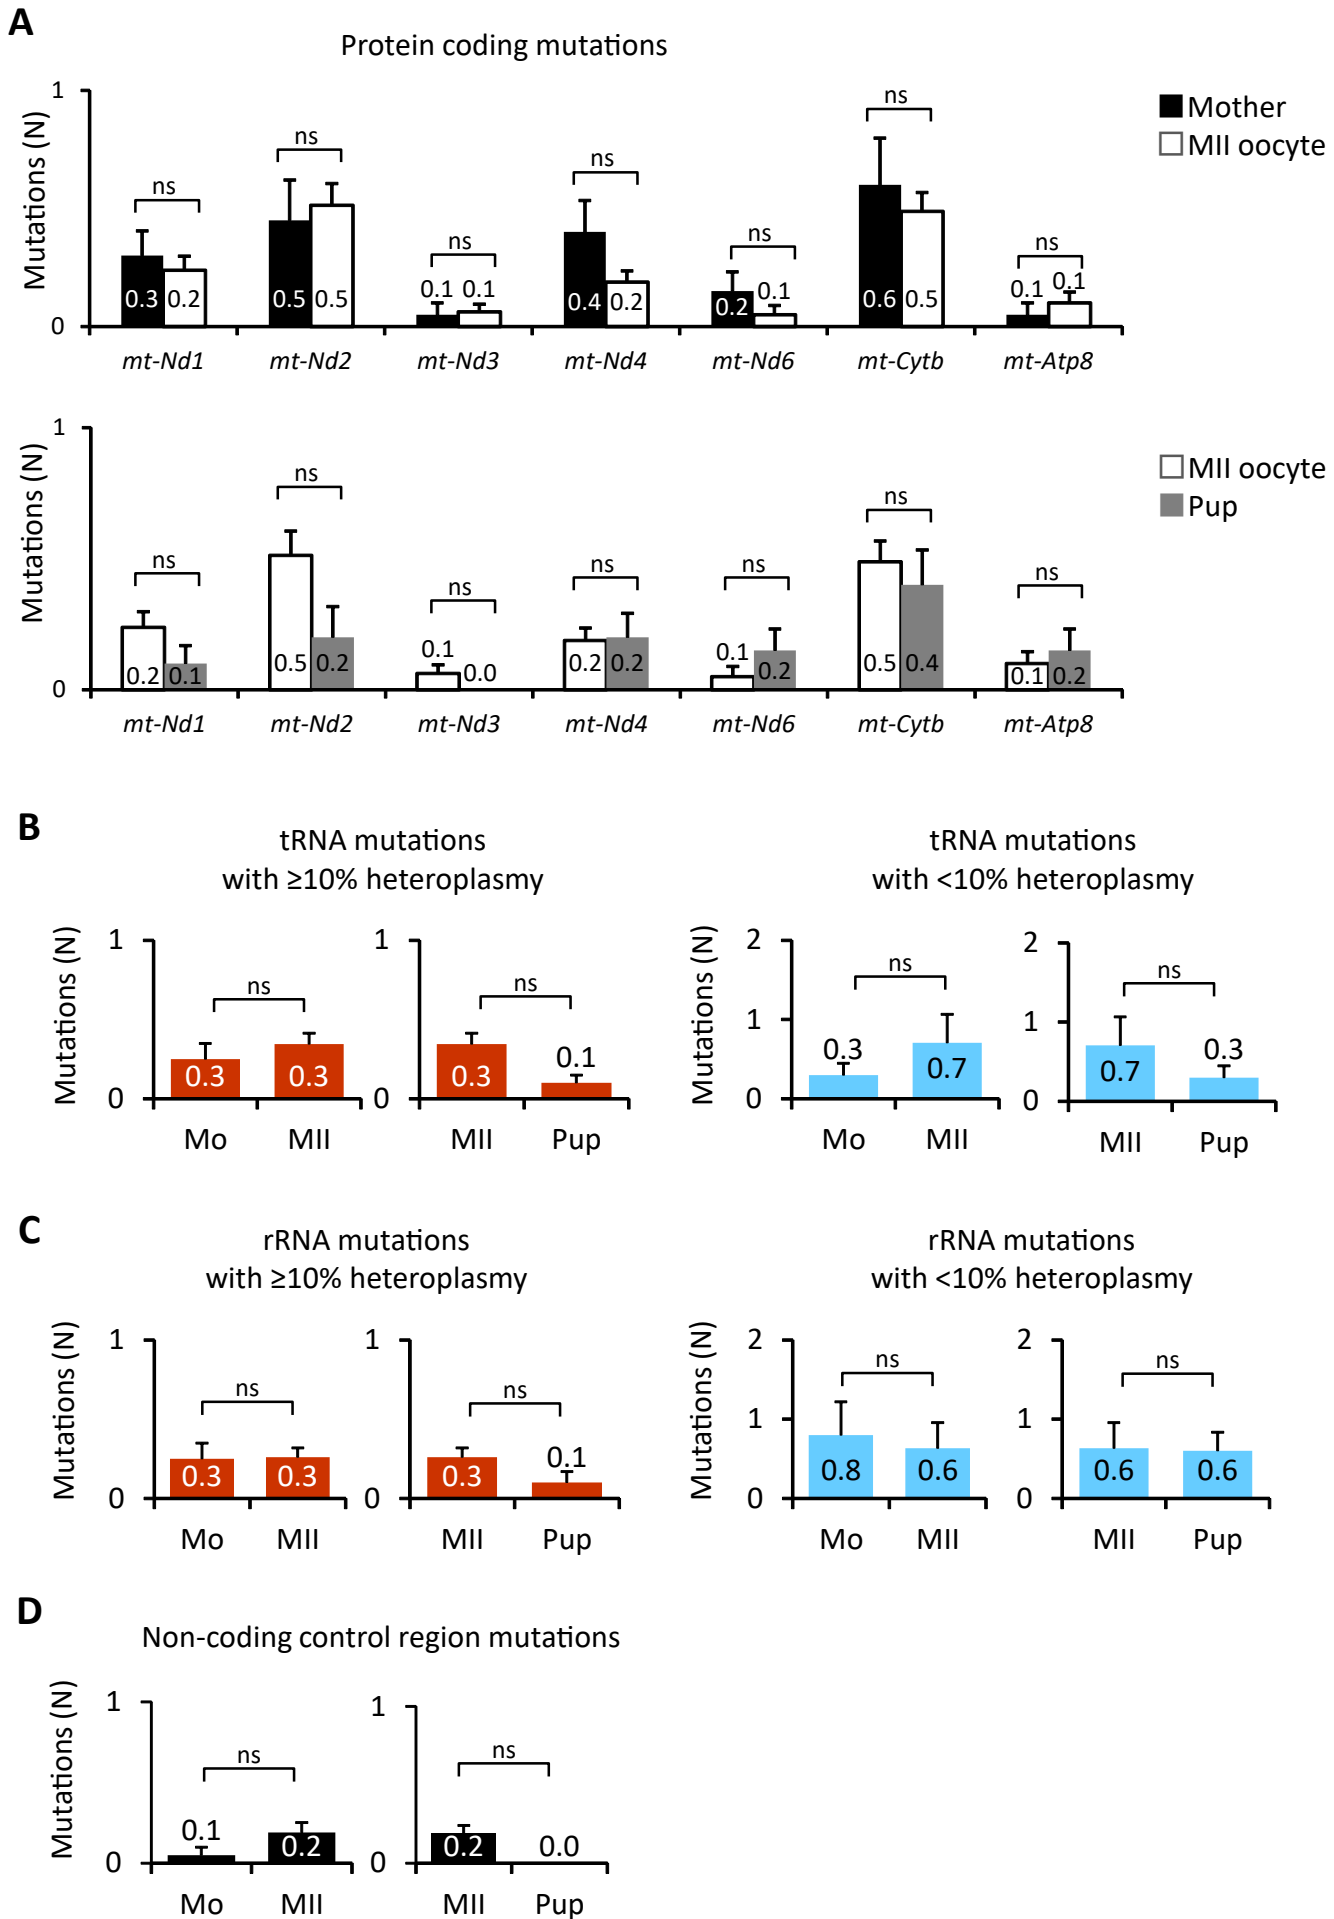 A
Protein coding mutations
Mutations (N)
1
0
ns ns ns ns ns ns ns
0.3 0.2 0.5 0.5 0.1 0.1 0.4 0.2 0.2 0.1 0.6 0.5 0.1 0.1
mt-Nd1 mt-Nd2 mt-Nd3 mt-Nd4 mt-Nd6 mt-Cytb mt-Atp8
Mother
MII oocyte
Mutations (N)
1
0
ns ns ns ns ns ns ns
0.2 0.1 0.5 0.2 0.1 0.0 0.2 0.2 0.1 0.2 0.5 0.4 0.1 0.2
mt-Nd1 mt-Nd2 mt-Nd3 mt-Nd4 mt-Nd6 mt-Cytb mt-Atp8
MII oocyte
Pup
B
tRNA mutations
with ≥10% heteroplasmy
Mutations (N)
1
0
ns
0.3 0.3
Mo MII
1
0
ns
0.3 0.1
MII Pup
tRNA mutations
with <10% heteroplasmy
Mutations (N)
2
1
0
ns
0.3 0.7
Mo MII
2
1
0
ns
0.7 0.3
MII Pup
C
rRNA mutations
with ≥10% heteroplasmy
Mutations (N)
1
0
ns
0.3 0.3
Mo MII
1
0
ns
0.3 0.1
MII Pup
rRNA mutations
with <10% heteroplasmy
Mutations (N)
2
1
0
ns
0.8 0.6
Mo MII
2
1
0
ns
0.6 0.6
MII Pup
D
Non-coding control region mutations
Mutations (N)
1
0
ns
0.1 0.2
Mo MII
1
0
ns
0.2 0.0
MII Pup